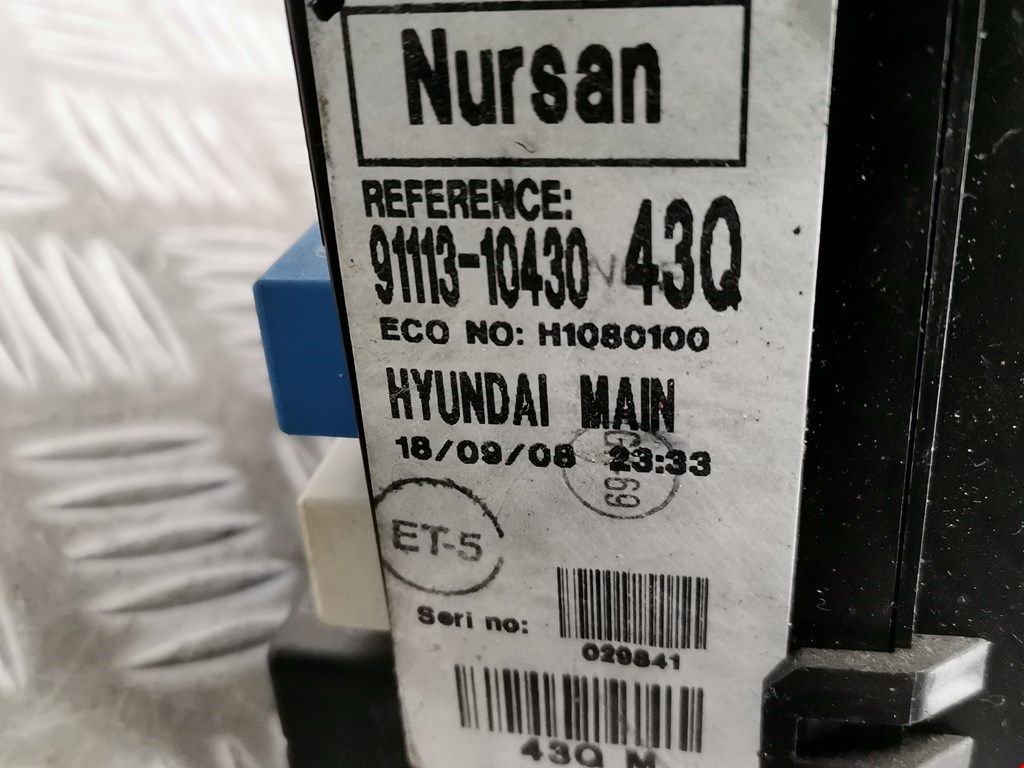 Nursan
REFERENCE:
91113-10430 43Q
ECO NO: H1080100
HYUNDAI MAIN
18/09/08 23:33
ET-5
Seri no:
029841
43Q M